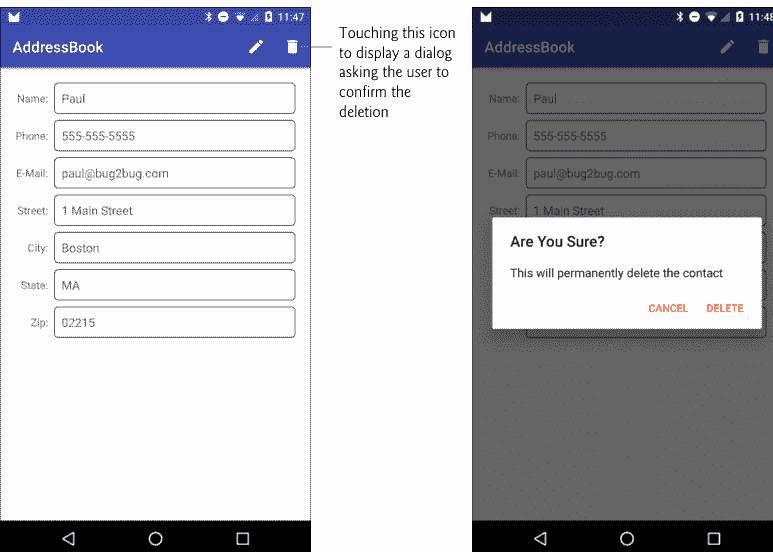 11:47
AddressBook
Name: Paul
Phone: 555-555-5555
E-Mail: paul@bug2bug.com
Street: 1 Main Street
City: Boston
State: MA
Zip: 02215
Touching this icon
to display a dialog
asking the user to
confirm the
deletion
11:48
AddressBook
Name: Paul
Phone: 555-555-5555
E-Mail: paul@bug2bug.com
Street: 1 Main Street
Are You Sure?
This will permanently delete the contact
CANCEL DELETE